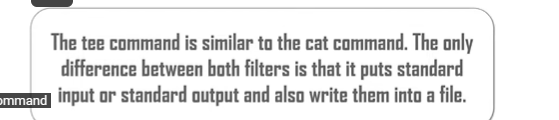 The tee command is similar to the cat command. The only
difference between both filters is that it puts standard
input or standard output and also write them into a file.
ommand